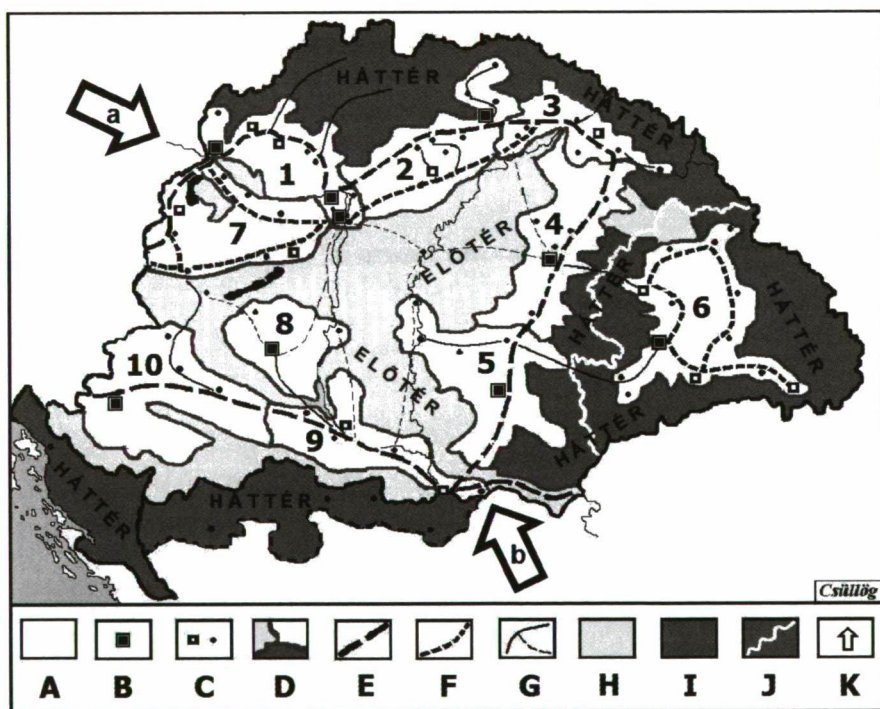 HÁTTÉR
HÁTTÉR
a
3
1
2
4
7
ELŐTÉR
HÁTTÉR
6
HÁTTÉR
8
10
5
ELŐTÉR
9
HÁTTÉR
HÁTTÉR
HÁTTÉR
b
Csüllög
A B C D E F G H I J K